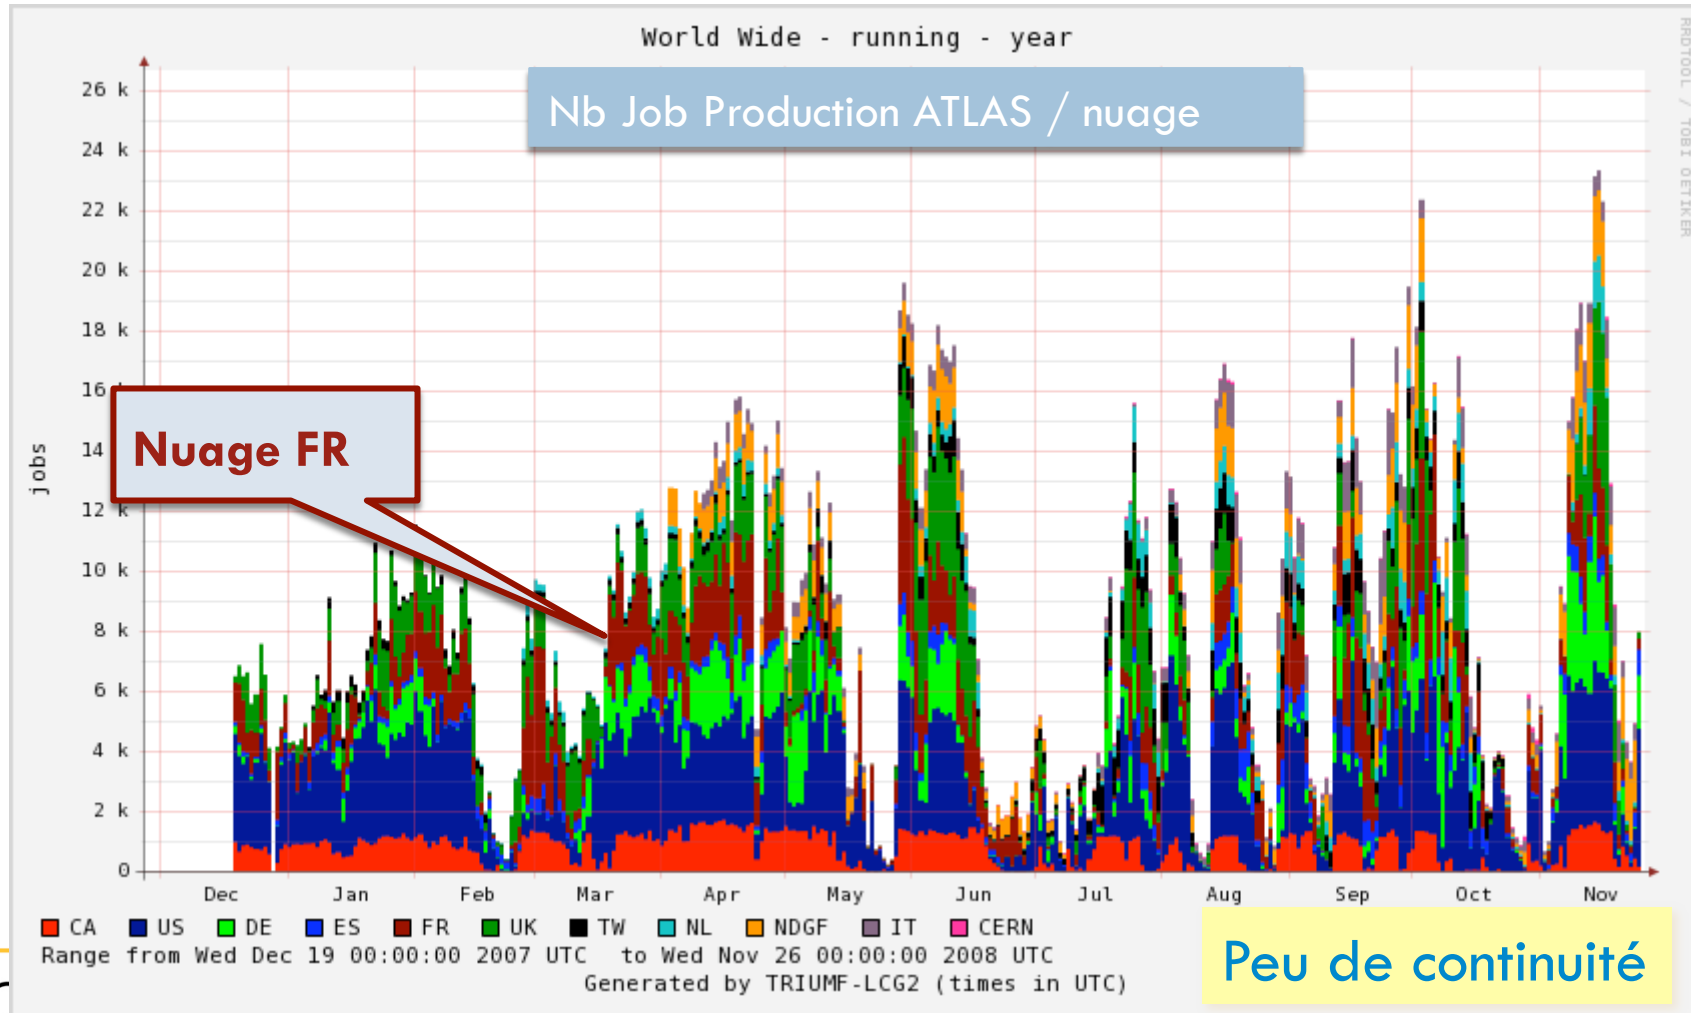 World Wide - running - year
RRDTOOL / TOBI OETIKER
Nb Job Production ATLAS / nuage
26 k
24 k
22 k
20 k
18 k
16
Nuage FR
14
12 k
10 k
8 k
6 k
4 k
2 k
0
jobs
Dec Jan Feb Mar Apr May Jun Jul Aug Sep Oct Nov
CA US DE ES FR UK TW NL NDGF IT CERN
Range from Wed Dec 19 00:00:00 2007 UTC to Wed Nov 26 00:00:00 2008 UTC
Generated by TRIUMF-LCG2 (times in UTC)
Peu de continuité